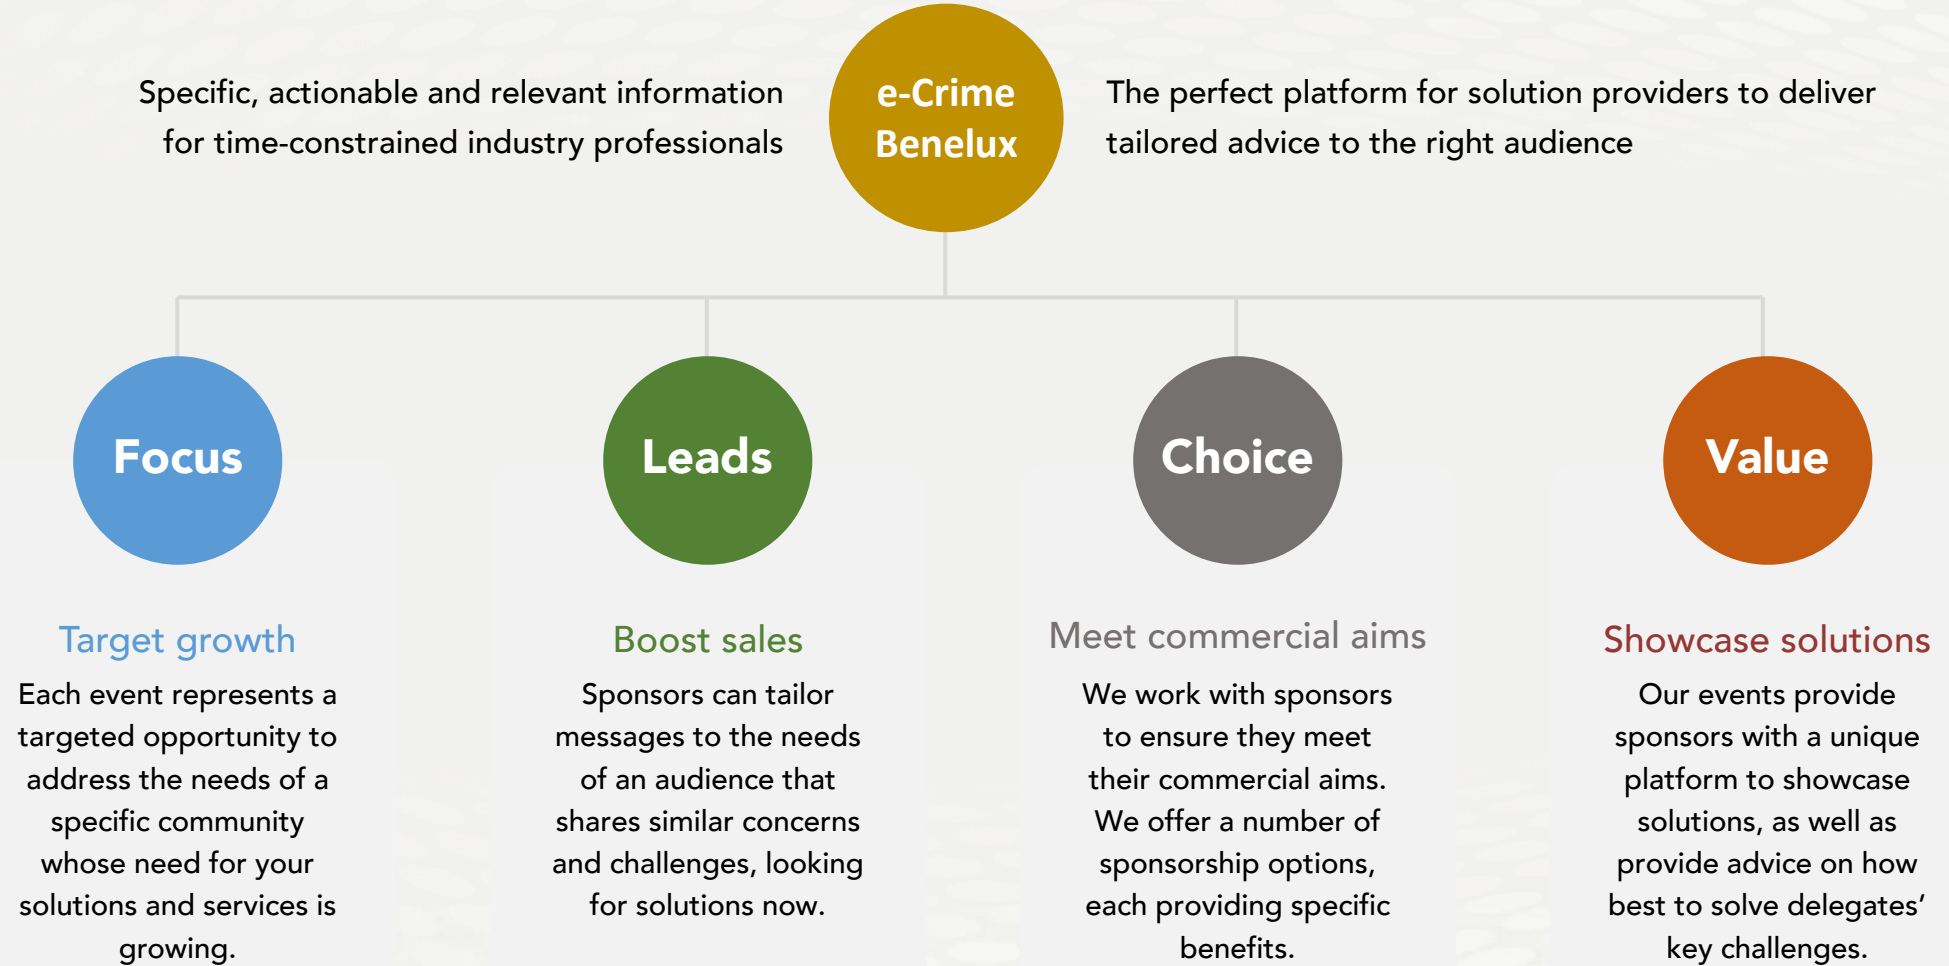 Specific, actionable and relevant information
for time-constrained industry professionals
e-Crime
Benelux
The perfect platform for solution providers to deliver
tailored advice to the right audience
Focus
Target growth
Each event represents a
targeted opportunity to
address the needs of a
specific community
whose need for your
solutions and services is
growing.
Leads
Boost sales
Sponsors can tailor
messages to the needs
of an audience that
shares similar concerns
and challenges, looking
for solutions now.
Choice
Meet commercial aims
We work with sponsors
to ensure they meet
their commercial aims.
We offer a number of
sponsorship options,
each providing specific
benefits.
Value
Showcase solutions
Our events provide
sponsors with a unique
platform to showcase
solutions, as well as
provide advice on how
best to solve delegates’
key challenges.